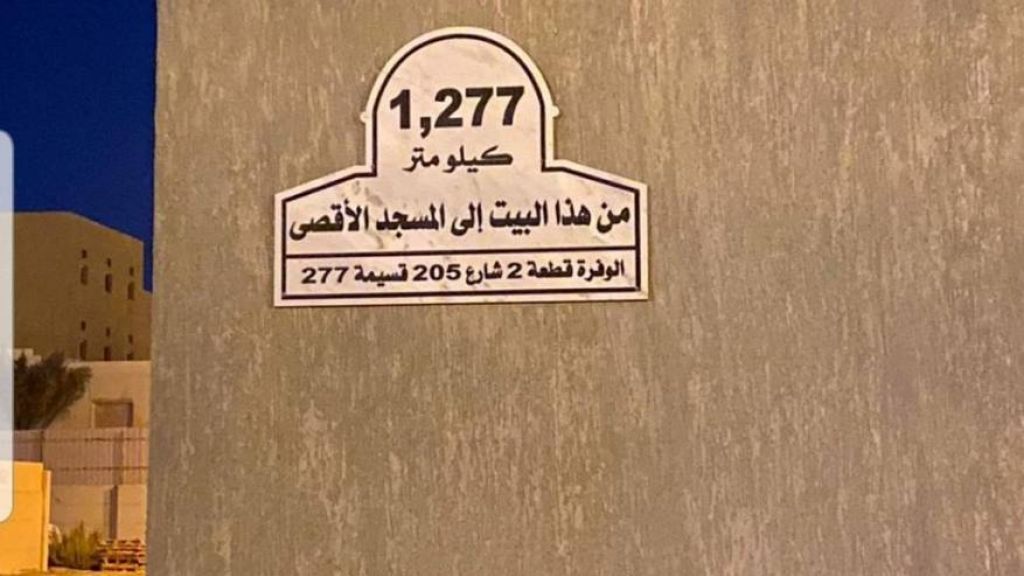 1,277
كيلو متر
من هذا البيت إلى المسجد الأقصى
الوفرة قطعة 2 شارع 205 قسيمة 277